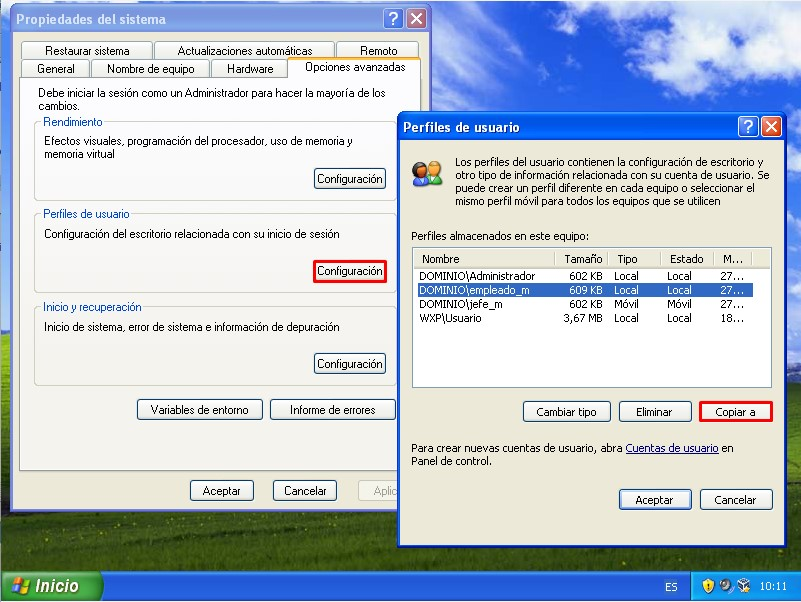 Propiedades del sistema
Restaurar sistema Actualizaciones automáticas Remoto
General Nombre de equipo Hardware Opciones avanzadas
Debe iniciar la sesión como un Administrador para hacer la mayoría de los
cambios.
Rendimiento
Efectos visuales, programación del procesador, uso de memoria y
memoria virtual
Configuración
Perfiles de usuario
Configuración del escritorio relacionada con su inicio de sesión
Configuración
Inicio y recuperación
Inicio de sistema, error de sistema e información de depuración
Configuración
Variables de entorno Informe de errores
Aceptar Cancelar Aplic
Perfiles de usuario
Los perfiles del usuario contienen la configuración de escritorio y
otro tipo de información relacionada con su cuenta de usuario. Se
puede crear un perfil diferente en cada equipo o seleccionar el
mismo perfil móvil para todos los equipos que se utilicen
Perfiles almacenados en este equipo:
Nombre Tamaño Tipo Estado M...
DOMINIO\Administrador 602 KB Local Local 27...
DOMINIO\empleado_m 609 KB Local Local 27...
DOMINIO\jefe_m 602 KB Móvil Móvil 27...
WXP\Usuario 3,67 MB Local Local 18...
Cambiar tipo Eliminar Copiar a
Para crear nuevas cuentas de usuario, abra Cuentas de usuario en
Panel de control.
Aceptar Cancelar
Inicio ES 10:11